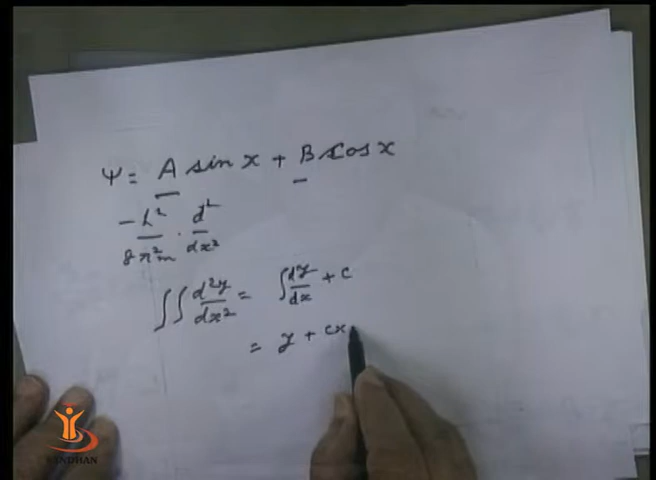 Ψ = A sin x + B cos x
-h² / 8π²m · d² / dx²
∫∫ d²y/dx² = ∫ dy/dx + c
= y + cx